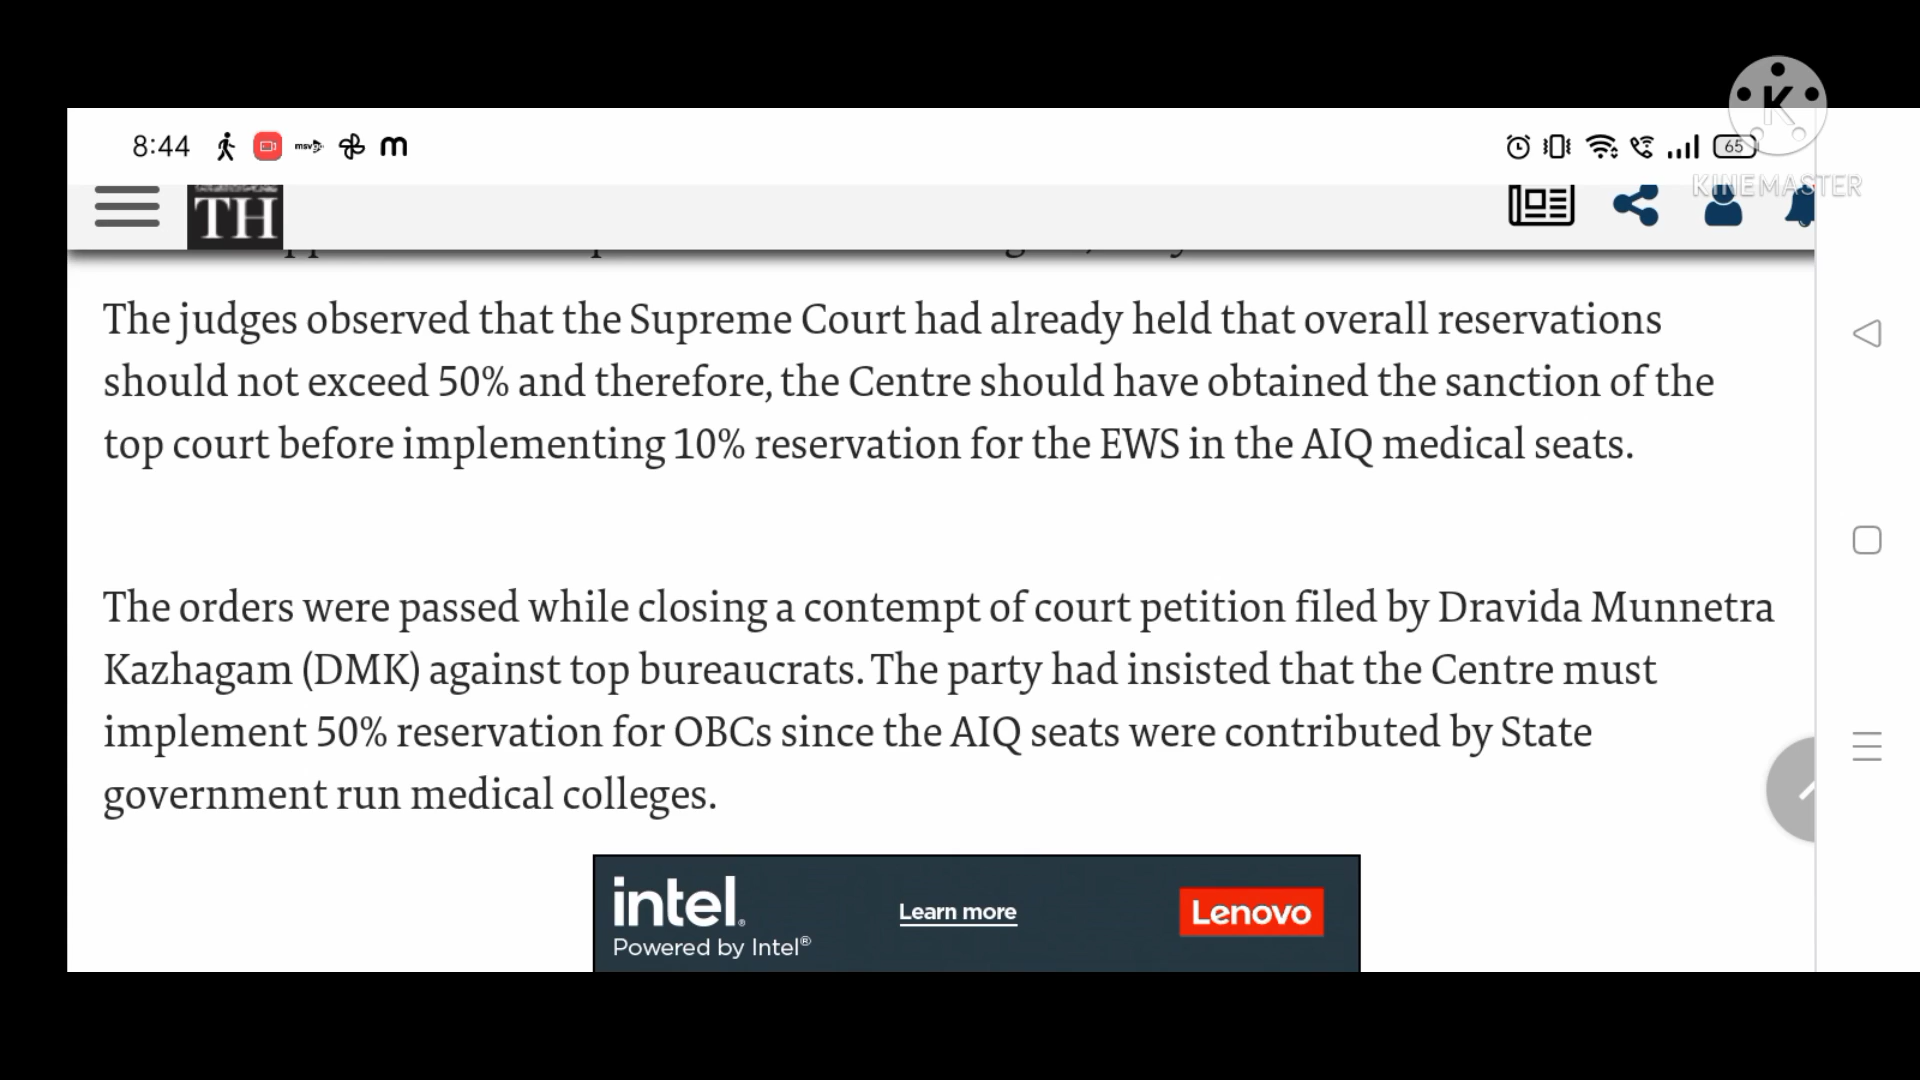 8:44
65
K
KINEMASTER
TH
The judges observed that the Supreme Court had already held that overall reservations
should not exceed 50% and therefore, the Centre should have obtained the sanction of the
top court before implementing 10% reservation for the EWS in the AIQ medical seats.
The orders were passed while closing a contempt of court petition filed by Dravida Munnetra
Kazhagam (DMK) against top bureaucrats. The party had insisted that the Centre must
implement 50% reservation for OBCs since the AIQ seats were contributed by State
government run medical colleges.
intel®
Powered by Intel®
Learn more
Lenovo